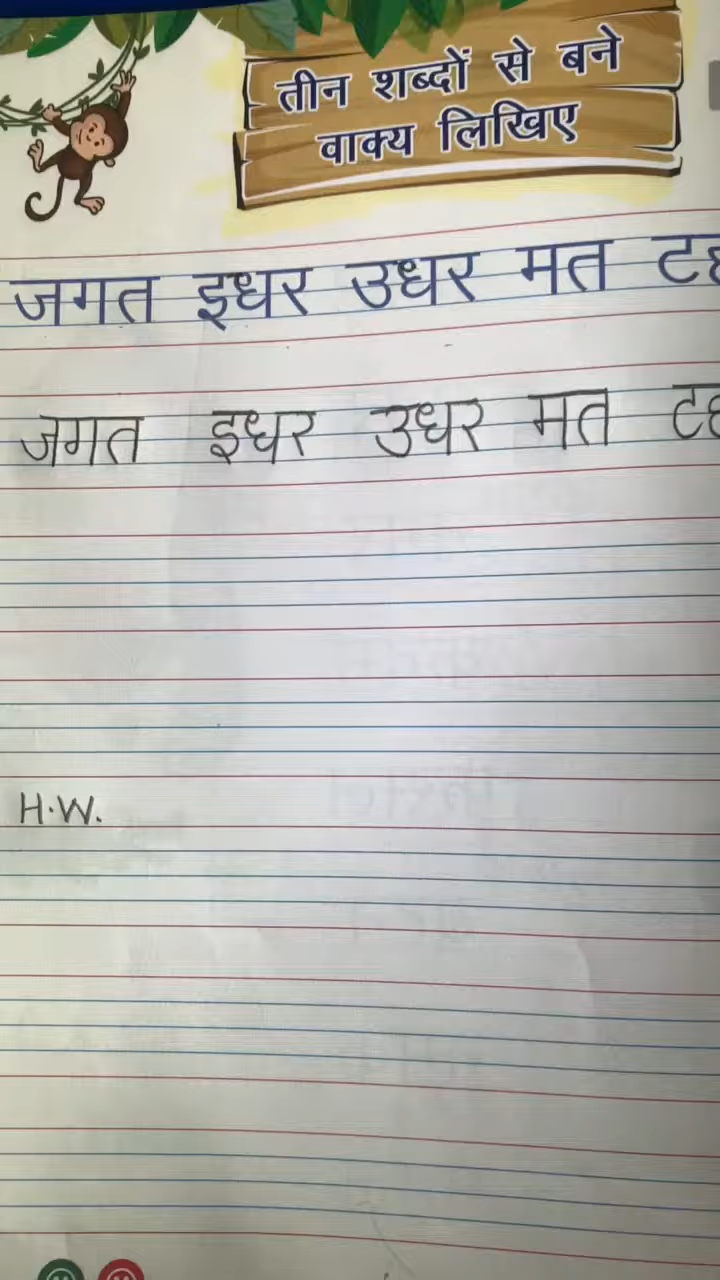 तीन शब्दों से बने
वाक्य लिखिए
जगत इधर उधर मत
जगत इधर उधर मत
H.W.